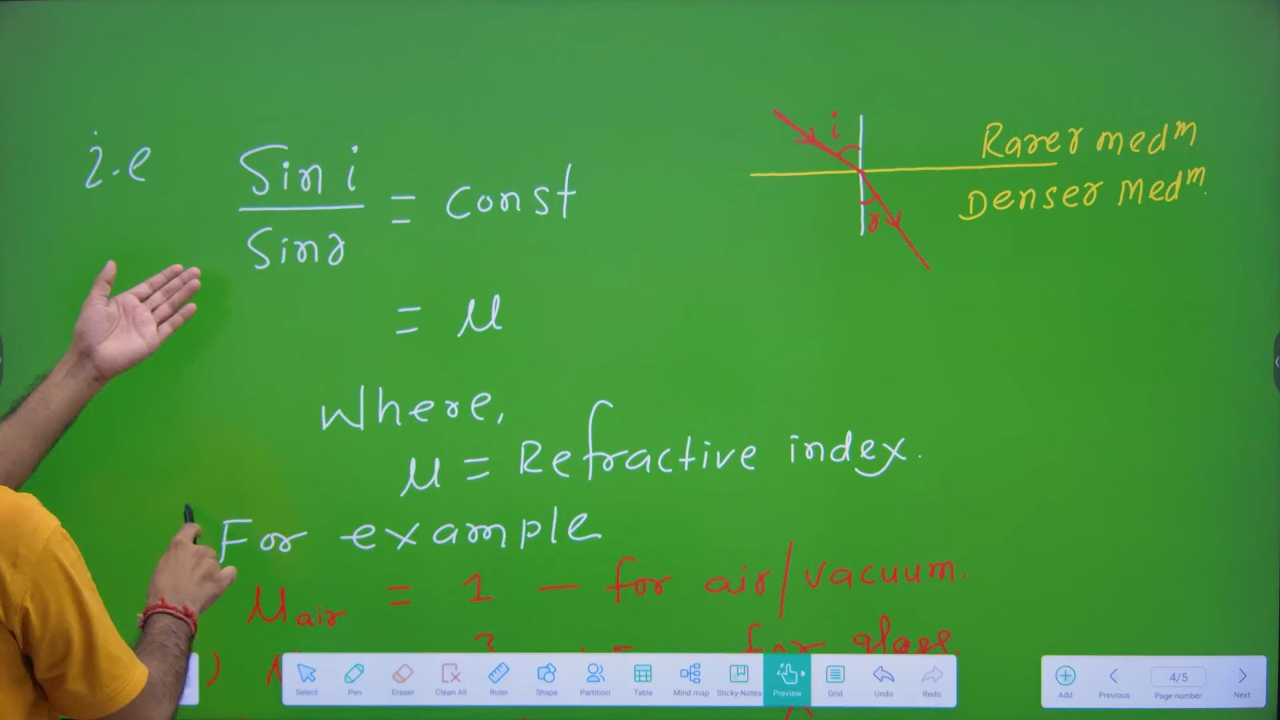 i.e Sin i / Sin r = const
= μ
Where,
μ = Refractive index.
For example
μair = 1 — for air/vacuum.
for glass.
i
r
Rarer medm
Denser Medm.
Select Pen Eraser Clean All Ruler Shape Partition Table Mind map Sticky-Notes Preview Grid Undo Redo
Add Previous 4/5 Page number Next